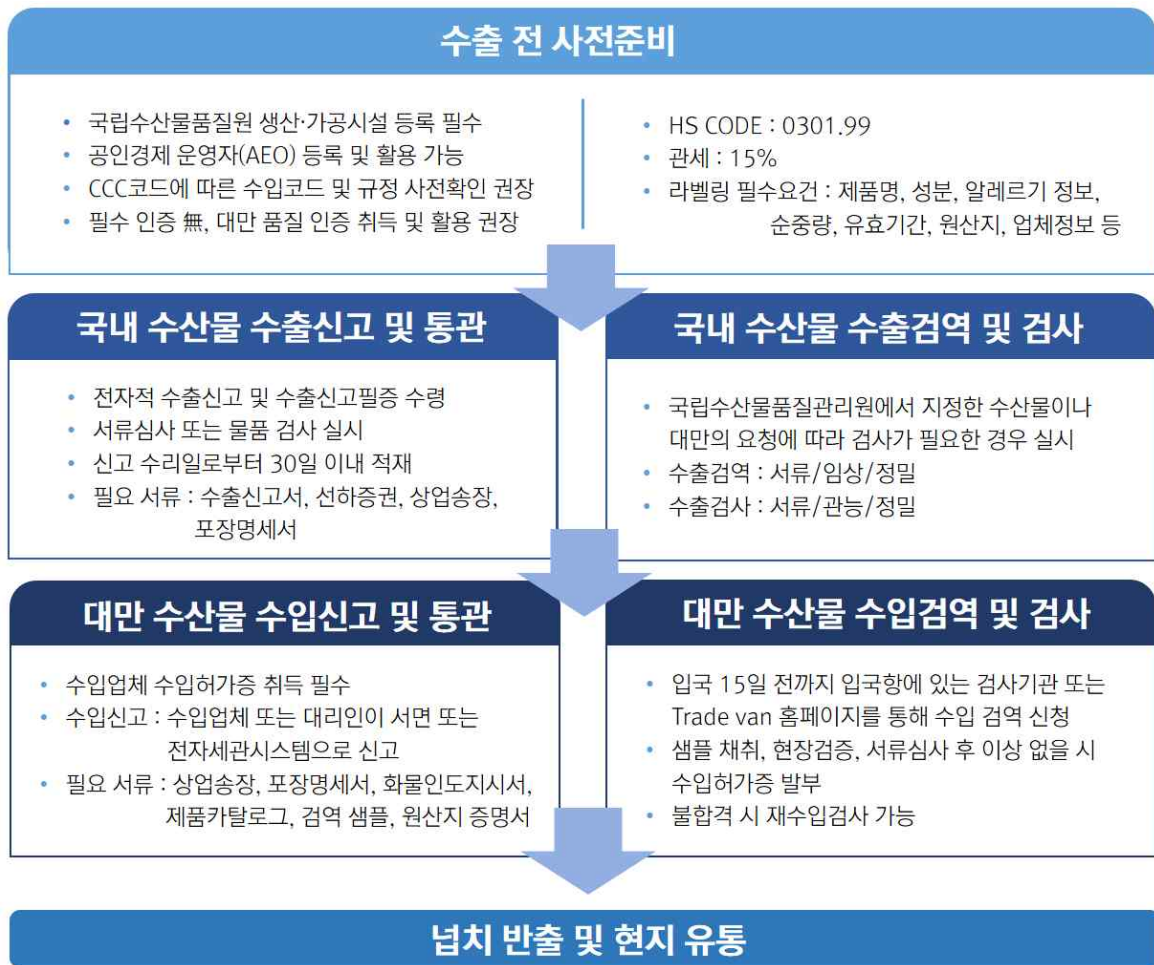 수출 전 사전준비
• 국립수산물품질원 생산·가공시설 등록 필수
• 공인경제 운영자(AEO) 등록 및 활용 가능
• CCC코드에 따른 수입코드 및 규정 사전확인 권장
• 필수 인증 無, 대만 품질 인증 취득 및 활용 권장
• HS CODE : 0301.99
• 관세 : 15%
• 라벨링 필수요건 : 제품명, 성분, 알레르기 정보,
순중량, 유효기간, 원산지, 업체정보 등
국내 수산물 수출신고 및 통관
• 전자적 수출신고 및 수출신고필증 수령
• 서류심사 또는 물품 검사 실시
• 신고 수리일로부터 30일 이내 적재
• 필요 서류 : 수출신고서, 선하증권, 상업송장,
포장명세서
국내 수산물 수출검역 및 검사
• 국립수산물품질관리원에서 지정한 수산물이나
대만의 요청에 따라 검사가 필요한 경우 실시
• 수출검역 : 서류/임상/정밀
• 수출검사 : 서류/관능/정밀
대만 수산물 수입신고 및 통관
• 수입업체 수입허가증 취득 필수
• 수입신고 : 수입업체 또는 대리인이 서면 또는
전자세관시스템으로 신고
• 필요 서류 : 상업송장, 포장명세서, 화물인도지시서,
제품카탈로그, 검역 샘플, 원산지 증명서
대만 수산물 수입검역 및 검사
• 입국 15일 전까지 입국항에 있는 검사기관 또는
Trade van 홈페이지를 통해 수입 검역 신청
• 샘플 채취, 현장검증, 서류심사 후 이상 없을 시
수입허가증 발부
• 불합격 시 재수입검사 가능
넙치 반출 및 현지 유통